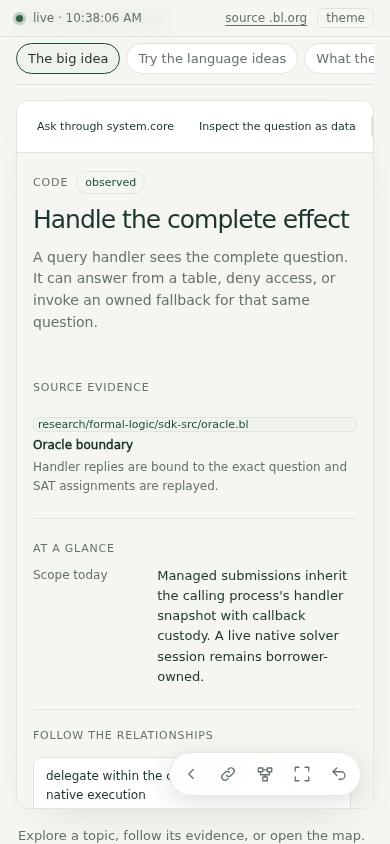 live · 10:38:06 AM
source .bl.org
theme
The big idea
Try the language ideas
What the
Ask through system.core
Inspect the question as data
CODE
observed
Handle the complete effect
A query handler sees the complete question.
It can answer from a table, deny access, or
invoke an owned fallback for that same
question.
SOURCE EVIDENCE
research/formal-logic/sdk-src/oracle.bl
Oracle boundary
Handler replies are bound to the exact question and
SAT assignments are replayed.
AT A GLANCE
Scope today
Managed submissions inherit
the calling process's handler
snapshot with callback
custody. A live native solver
session remains borrower-
owned.
FOLLOW THE RELATIONSHIPS
delegate within the
native execution
Explore a topic, follow its evidence, or open the map.